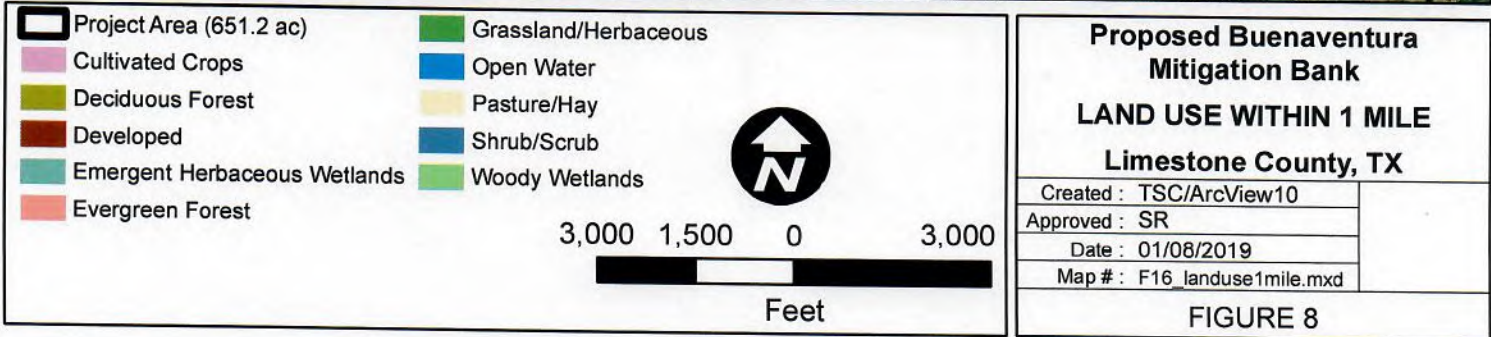 Project Area (651.2 ac)
Cultivated Crops
Deciduous Forest
Developed
Emergent Herbaceous Wetlands
Evergreen Forest
Grassland/Herbaceous
Open Water
Pasture/Hay
Shrub/Scrub
Woody Wetlands
N
3,000 1,500 0 3,000
Feet
Proposed Buenaventura
Mitigation Bank
LAND USE WITHIN 1 MILE
Limestone County, TX
Created : TSC/ArcView10
Approved : SR
Date : 01/08/2019
Map # : F16_landuse1mile.mxd
FIGURE 8